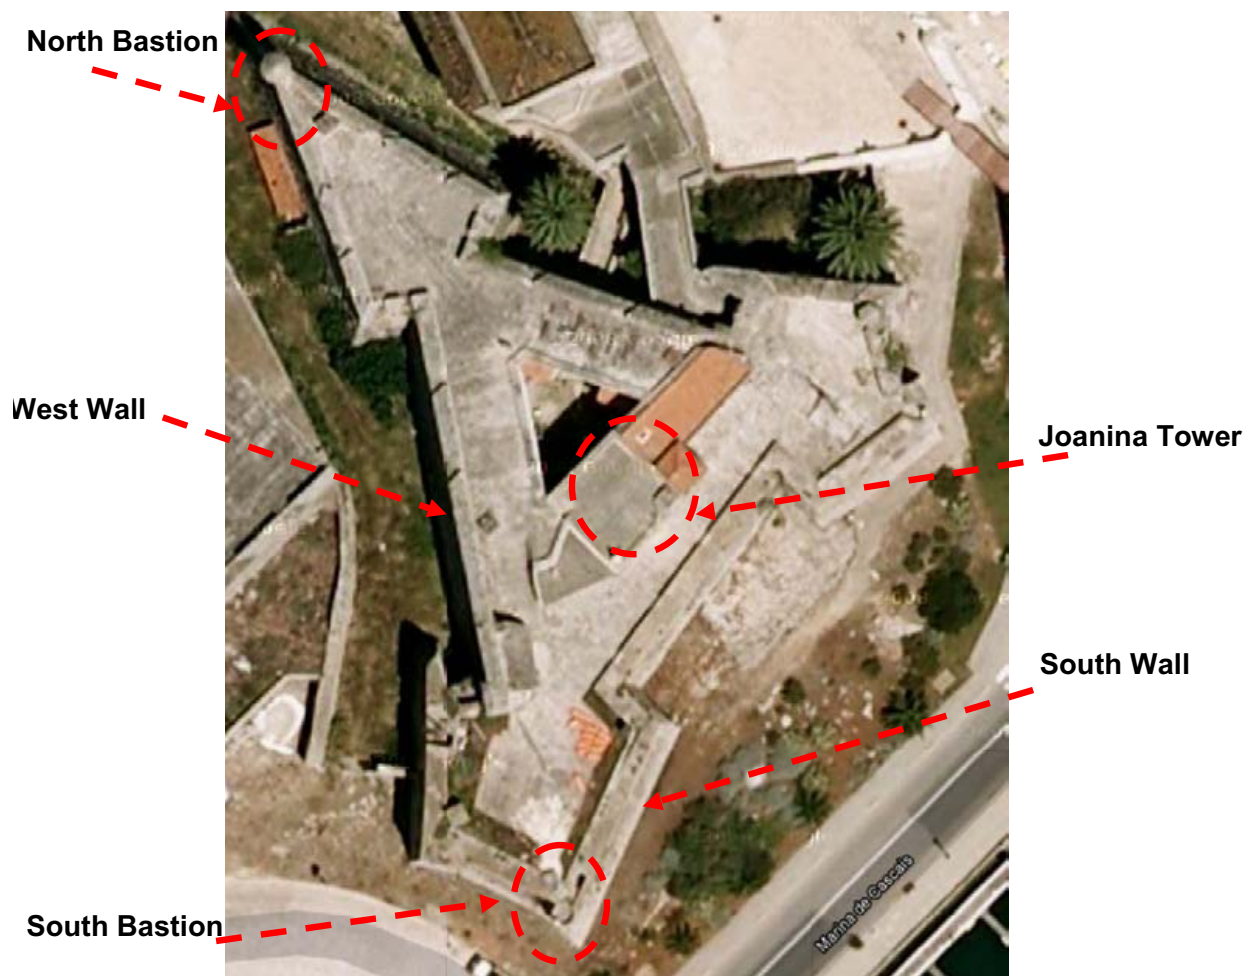 North Bastion
West Wall
Joanina Tower
South Wall
Marina de Cascais
South Bastion